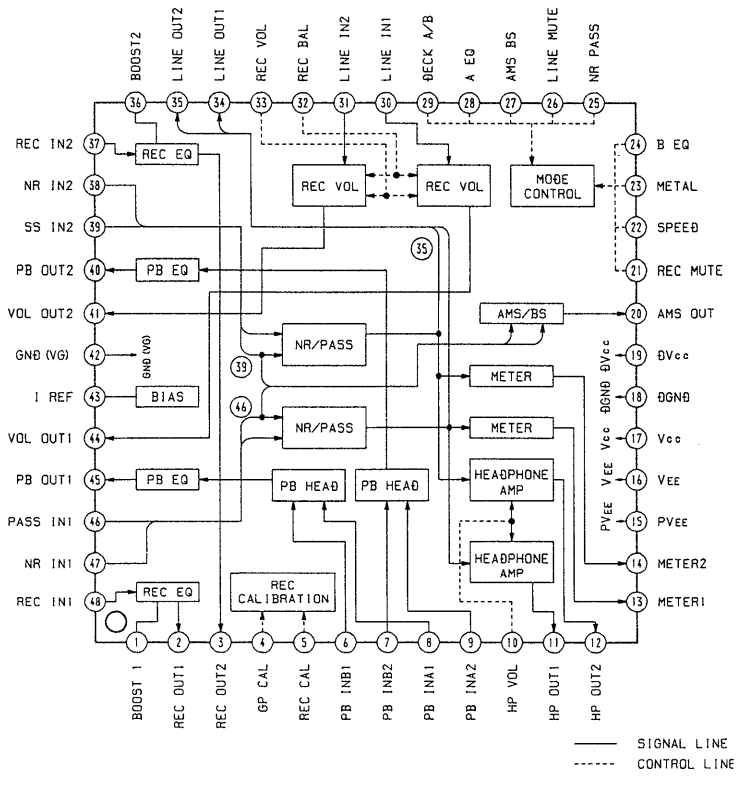 BOOST2
LINE OUT2
LINE OUT1
REC VOL
REC BAL
LINE IN2
LINE IN1
DECK A/B
A EQ
AMS BS
LINE MUTE
NR PASS
36
35
34
33
32
31
30
29
28
27
26
25
REC IN2
37
REC EQ
24
B EQ
NR IN2
38
REC VOL
REC VOL
MODE
CONTROL
23
METAL
SS IN2
39
22
SPEED
35
PB OUT2
40
PB EQ
21
REC MUTE
VOL OUT2
41
AMS/BS
20
AMS OUT
GND (VG)
42
GND (VG)
NR/PASS
39
DVcc
19
DVcc
METER
I REF
43
BIAS
46
DGND
18
DGND
VOL OUT1
44
NR/PASS
METER
Vcc
17
Vcc
PB OUT1
45
PB EQ
PB HEAD
PB HEAD
HEADPHONE
AMP
VEE
16
VEE
PASS IN1
46
PVEE
15
PVEE
NR IN1
47
HEADPHONE
AMP
14
METER2
REC IN1
48
REC EQ
REC
CALIBRATION
13
METER1
1
2
3
4
5
6
7
8
9
10
11
12
BOOST 1
REC OUT1
REC OUT2
GP CAL
REC CAL
PB INB1
PB INB2
PB INA1
PB INA2
HP VOL
HP OUT1
HP OUT2
SIGNAL LINE
CONTROL LINE